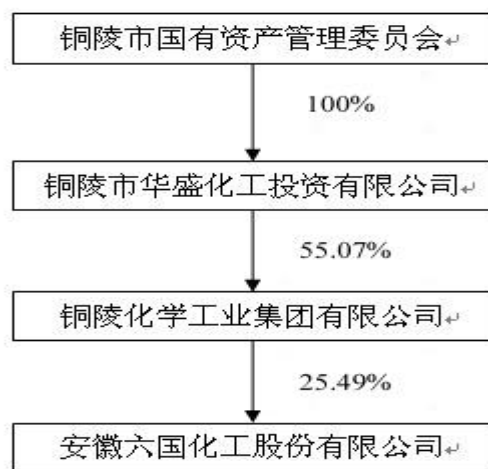 铜陵市国有资产管理委员会
100%
铜陵市华盛化工投资有限公司
55.07%
铜陵化学工业集团有限公司
25.49%
安徽六国化工股份有限公司